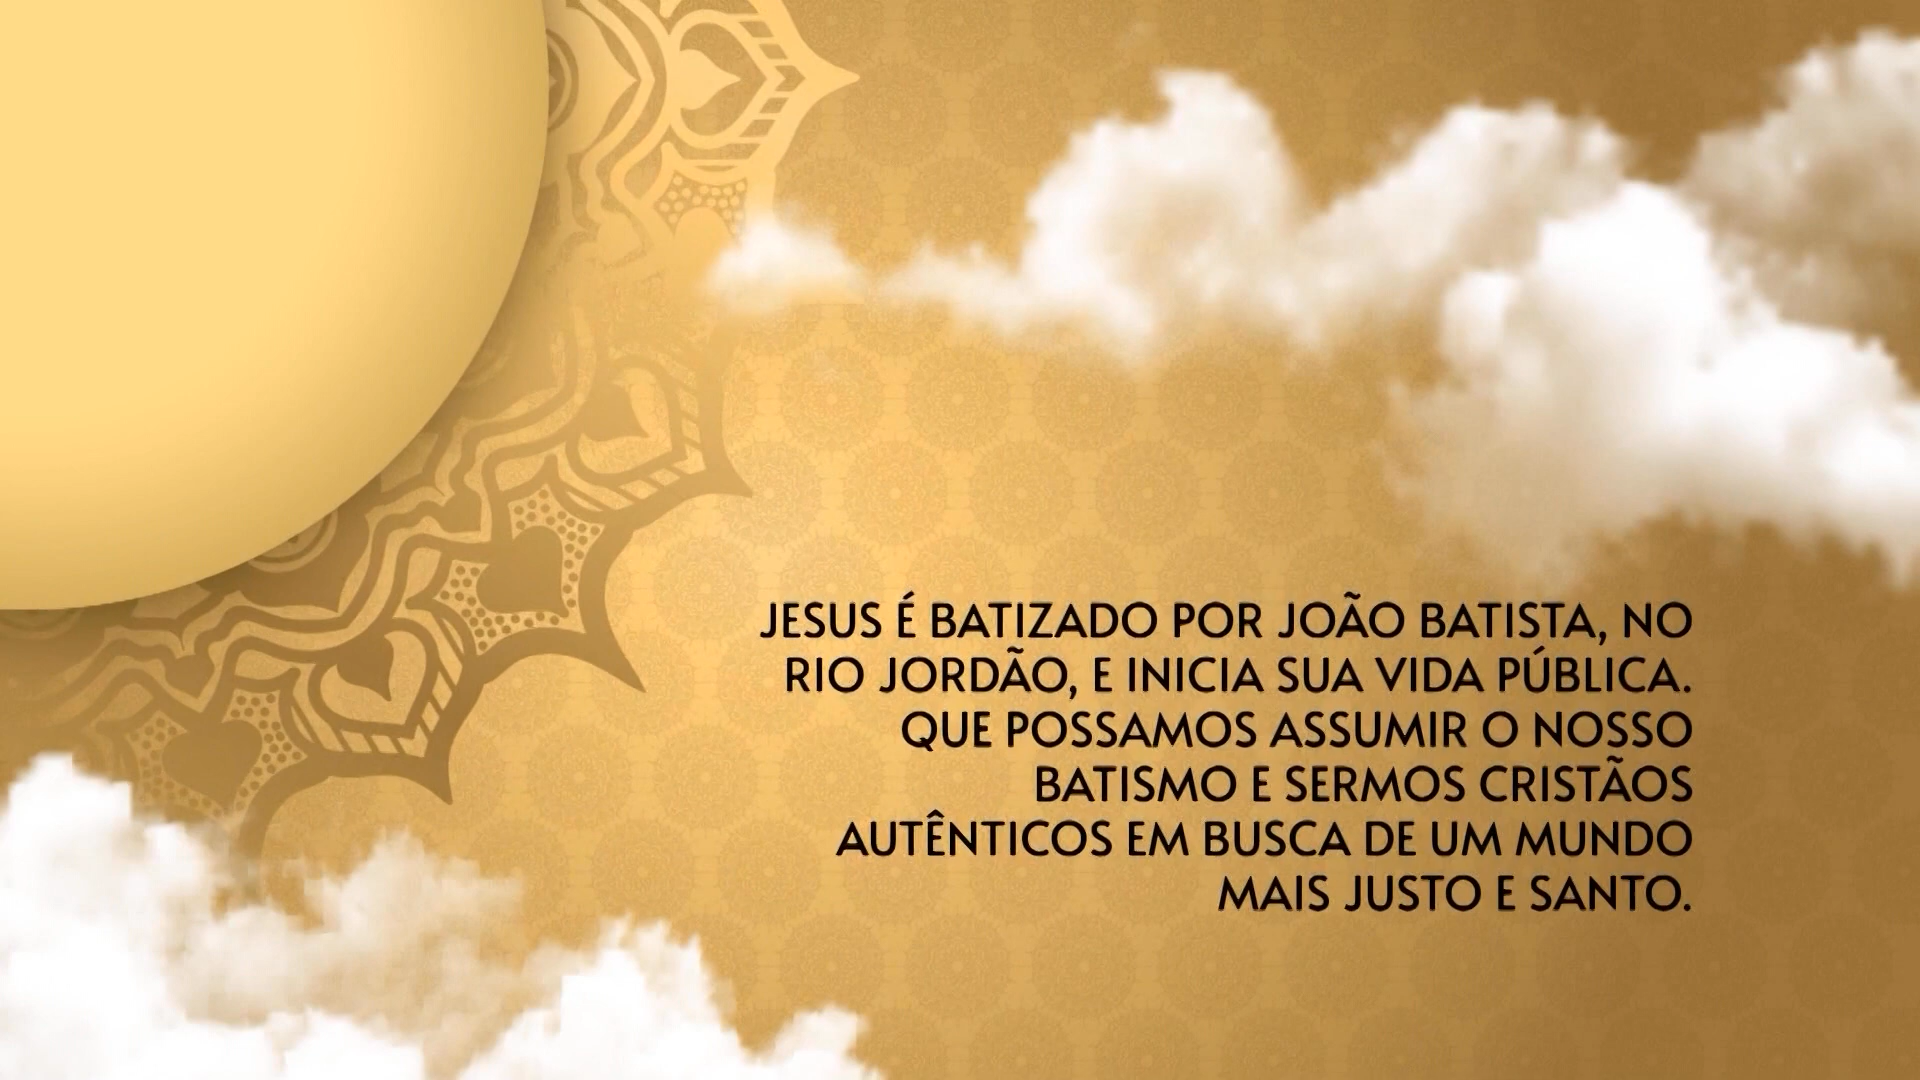 JESUS É BATIZADO POR JOÃO BATISTA, NO
RIO JORDÃO, E INICIA SUA VIDA PÚBLICA.
QUE POSSAMOS ASSUMIR O NOSSO
BATISMO E SERMOS CRISTÃOS
AUTÊNTICOS EM BUSCA DE UM MUNDO
MAIS JUSTO E SANTO.